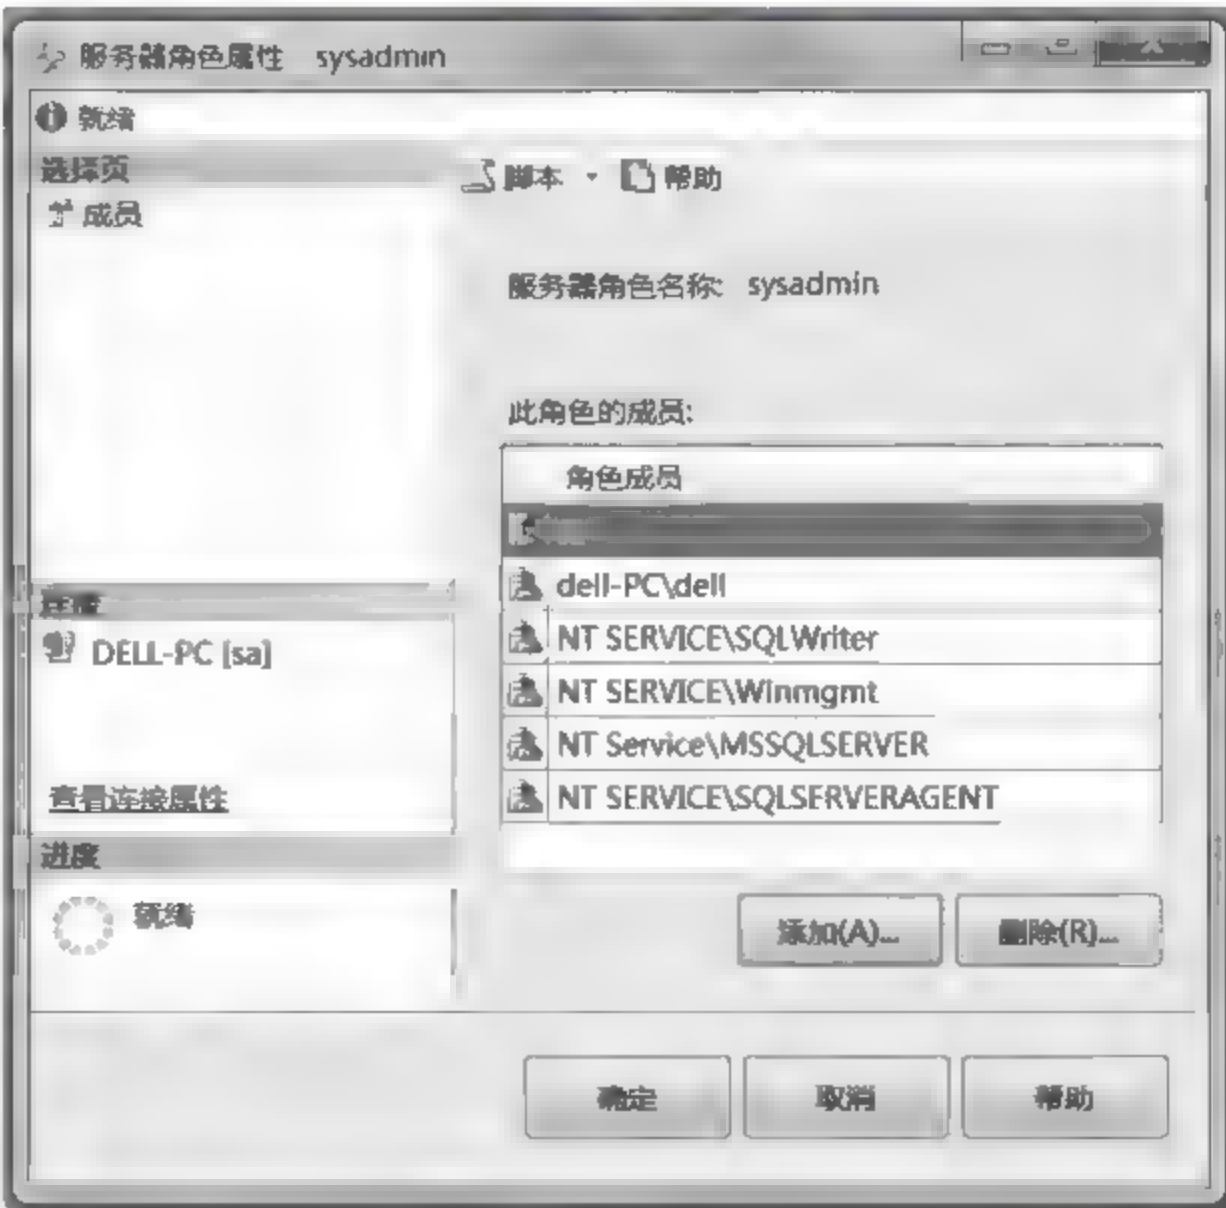 服务器角色属性 sysadmin
就绪
选择页
成员
脚本 帮助
服务器角色名称: sysadmin
此角色的成员:
角色成员
dell-PC\dell
NT SERVICE\SQLWriter
NT SERVICE\Winmgmt
NT Service\MSSQLSERVER
NT SERVICE\SQLSERVERAGENT
添加(A)... 删除(R)...
DELL-PC [sa]
查看连接属性
进度
就绪
确定 取消 帮助